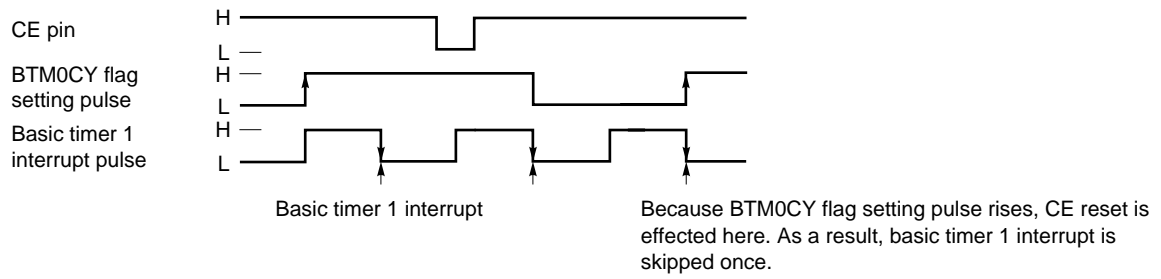 CE pin
H
L
BTM0CY flag
setting pulse
H
L
Basic timer 1
interrupt pulse
H
L
Basic timer 1 interrupt
Because BTM0CY flag setting pulse rises, CE reset is
effected here. As a result, basic timer 1 interrupt is
skipped once.